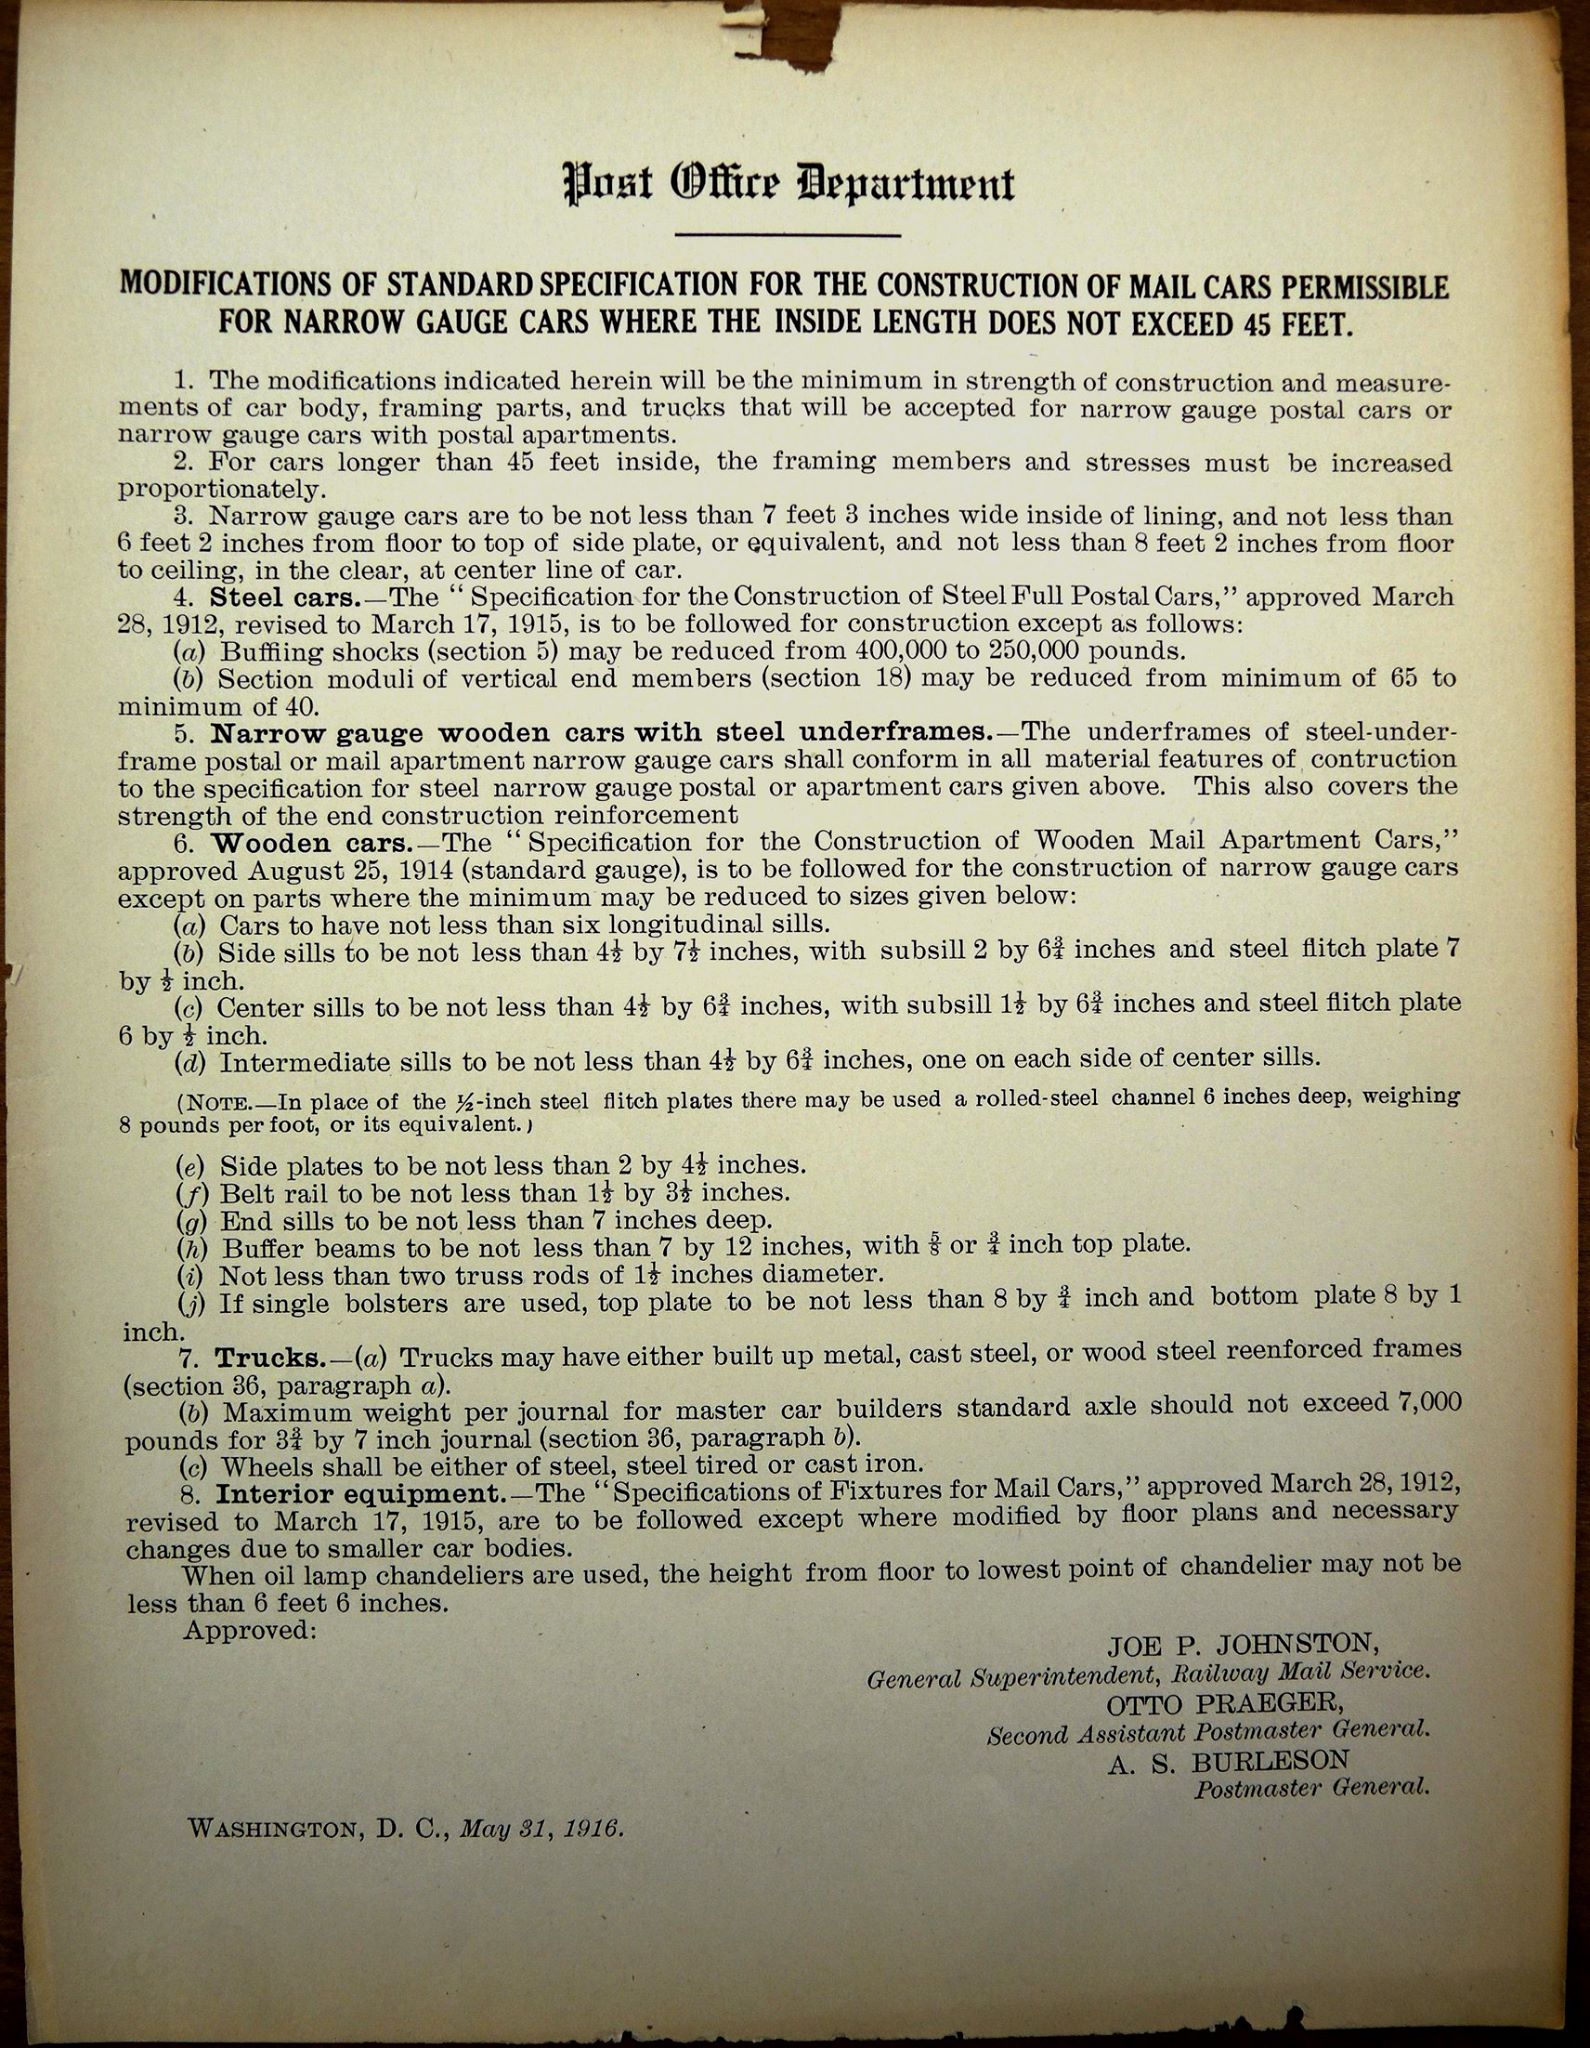 Post Office Department
MODIFICATIONS OF STANDARD SPECIFICATION FOR THE CONSTRUCTION OF MAIL CARS PERMISSIBLE
FOR NARROW GAUGE CARS WHERE THE INSIDE LENGTH DOES NOT EXCEED 45 FEET.
1. The modifications indicated herein will be the minimum in strength of construction and measure-
ments of car body, framing parts, and trucks that will be accepted for narrow gauge postal cars or
narrow gauge cars with postal apartments.
2. For cars longer than 45 feet inside, the framing members and stresses must be increased
proportionately.
3. Narrow gauge cars are to be not less than 7 feet 3 inches wide inside of lining, and not less than
6 feet 2 inches from floor to top of side plate, or equivalent, and not less than 8 feet 2 inches from floor
to ceiling, in the clear, at center line of car.
4. Steel cars.—The “Specification for the Construction of Steel Full Postal Cars,” approved March
28, 1912, revised to March 17, 1915, is to be followed for construction except as follows:
(a) Buffiing shocks (section 5) may be reduced from 400,000 to 250,000 pounds.
(b) Section moduli of vertical end members (section 18) may be reduced from minimum of 65 to
minimum of 40.
5. Narrow gauge wooden cars with steel underframes.—The underframes of steel-under-
frame postal or mail apartment narrow gauge cars shall conform in all material features of contruction
to the specification for steel narrow gauge postal or apartment cars given above. This also covers the
strength of the end construction reinforcement
6. Wooden cars.—The “Specification for the Construction of Wooden Mail Apartment Cars,”
approved August 25, 1914 (standard gauge), is to be followed for the construction of narrow gauge cars
except on parts where the minimum may be reduced to sizes given below:
(a) Cars to have not less than six longitudinal sills.
(b) Side sills to be not less than 4½ by 7½ inches, with subsill 2 by 6¾ inches and steel flitch plate 7
by ½ inch.
(c) Center sills to be not less than 4½ by 6¾ inches, with subsill 1½ by 6¾ inches and steel flitch plate
6 by ½ inch.
(d) Intermediate sills to be not less than 4½ by 6¾ inches, one on each side of center sills.
(NOTE.—In place of the ½-inch steel flitch plates there may be used a rolled-steel channel 6 inches deep, weighing
8 pounds per foot, or its equivalent.)
(e) Side plates to be not less than 2 by 4½ inches.
(f) Belt rail to be not less than 1½ by 3½ inches.
(g) End sills to be not less than 7 inches deep.
(h) Buffer beams to be not less than 7 by 12 inches, with ⅝ or ¾ inch top plate.
(i) Not less than two truss rods of 1½ inches diameter.
(j) If single bolsters are used, top plate to be not less than 8 by ¾ inch and bottom plate 8 by 1
inch.
7. Trucks.—(a) Trucks may have either built up metal, cast steel, or wood steel reenforced frames
(section 36, paragraph a).
(b) Maximum weight per journal for master car builders standard axle should not exceed 7,000
pounds for 3¾ by 7 inch journal (section 36, paragraph b).
(c) Wheels shall be either of steel, steel tired or cast iron.
8. Interior equipment.—The “Specifications of Fixtures for Mail Cars,” approved March 28, 1912,
revised to March 17, 1915, are to be followed except where modified by floor plans and necessary
changes due to smaller car bodies.
When oil lamp chandeliers are used, the height from floor to lowest point of chandelier may not be
less than 6 feet 6 inches.
Approved:
JOE P. JOHNSTON,
General Superintendent, Railway Mail Service.
OTTO PRAEGER,
Second Assistant Postmaster General.
A. S. BURLESON
Postmaster General.
WASHINGTON, D. C., May 31, 1916.